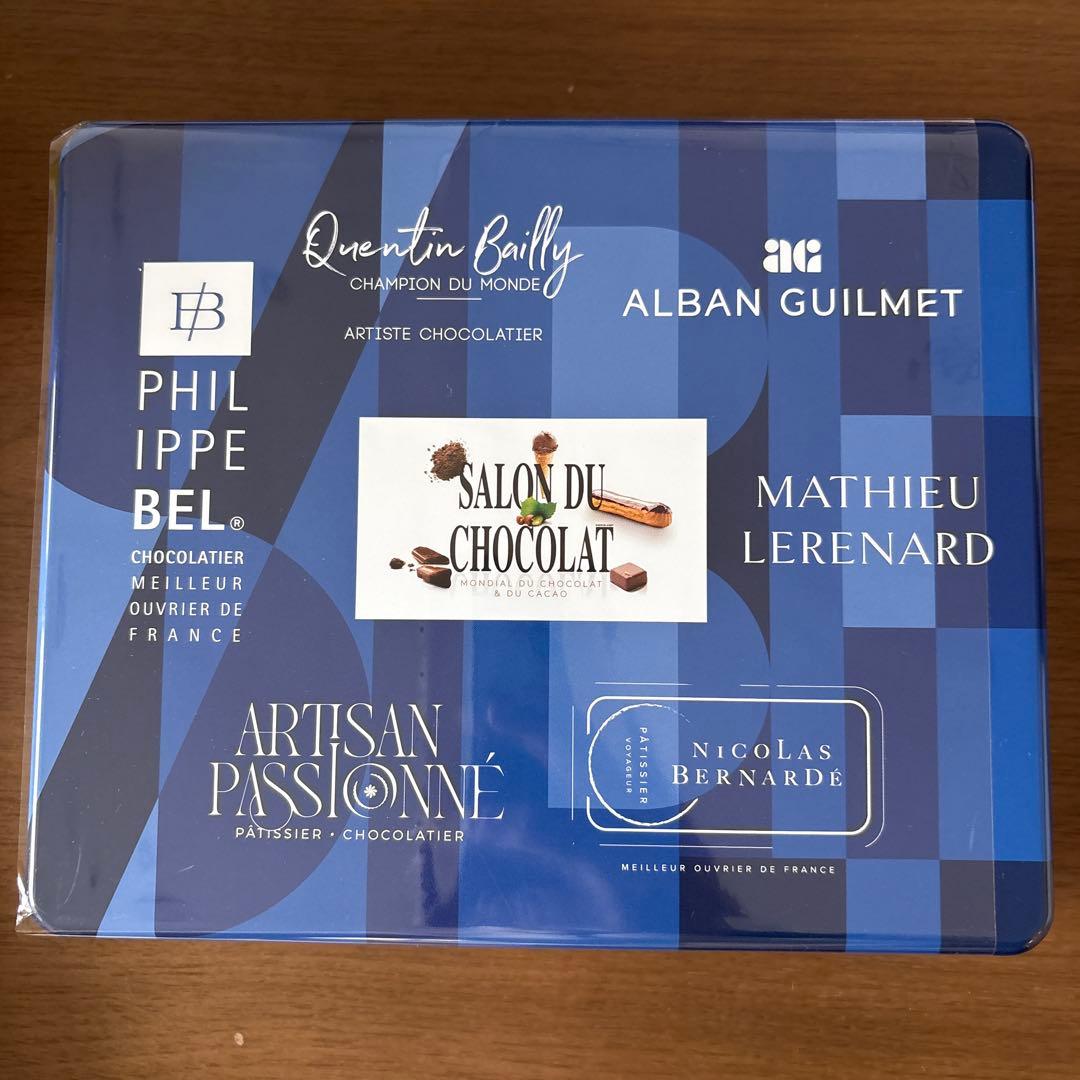 Quentin Bailly
CHAMPION DU MONDE
ARTISTE CHOCOLATIER
aG
ALBAN GUILMET
PHIL
IPPE
BEL®
CHOCOLATIER
MEILLEUR
OUVRIER DE
FRANCE
SALON DU
CHOCOLAT
MONDIAL DU CHOCOLAT
& DU CACAO
MATHIEU
LERENARD
ARTISAN
PASSIONNÉ
PÂTISSIER • CHOCOLATIER
PÂTISSIER
VOYAGEUR
NICOLAS
BERNARDÉ
MEILLEUR OUVRIER DE FRANCE